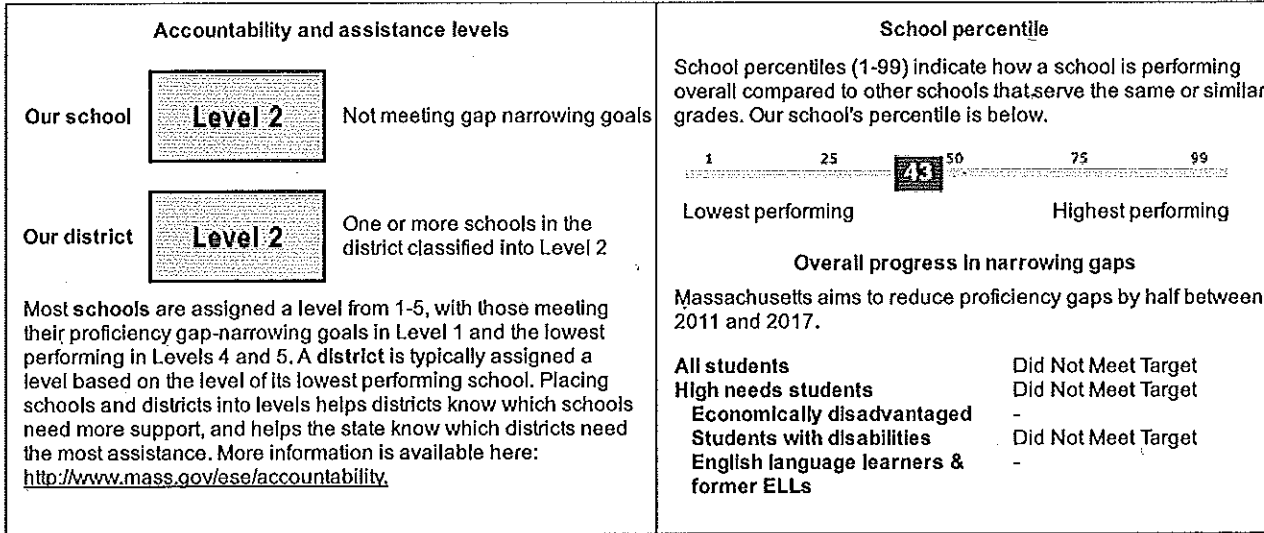 Accountability and assistance levels
Our school Level 2 Not meeting gap narrowing goals
Our district Level 2 One or more schools in the
district classified into Level 2
Most schools are assigned a level from 1-5, with those meeting
their proficiency gap-narrowing goals in Level 1 and the lowest
performing in Levels 4 and 5. A district is typically assigned a
level based on the level of its lowest performing school. Placing
schools and districts into levels helps districts know which schools
need more support, and helps the state know which districts need
the most assistance. More information is available here:
http://www.mass.gov/ese/accountability.
School percentile
School percentiles (1-99) indicate how a school is performing
overall compared to other schools that serve the same or similar
grades. Our school's percentile is below.
1 25 43 50 75 99
Lowest performing Highest performing
Overall progress in narrowing gaps
Massachusetts aims to reduce proficiency gaps by half between
2011 and 2017.
All students Did Not Meet Target
High needs students Did Not Meet Target
Economically disadvantaged -
Students with disabilities Did Not Meet Target
English language learners & -
former ELLs